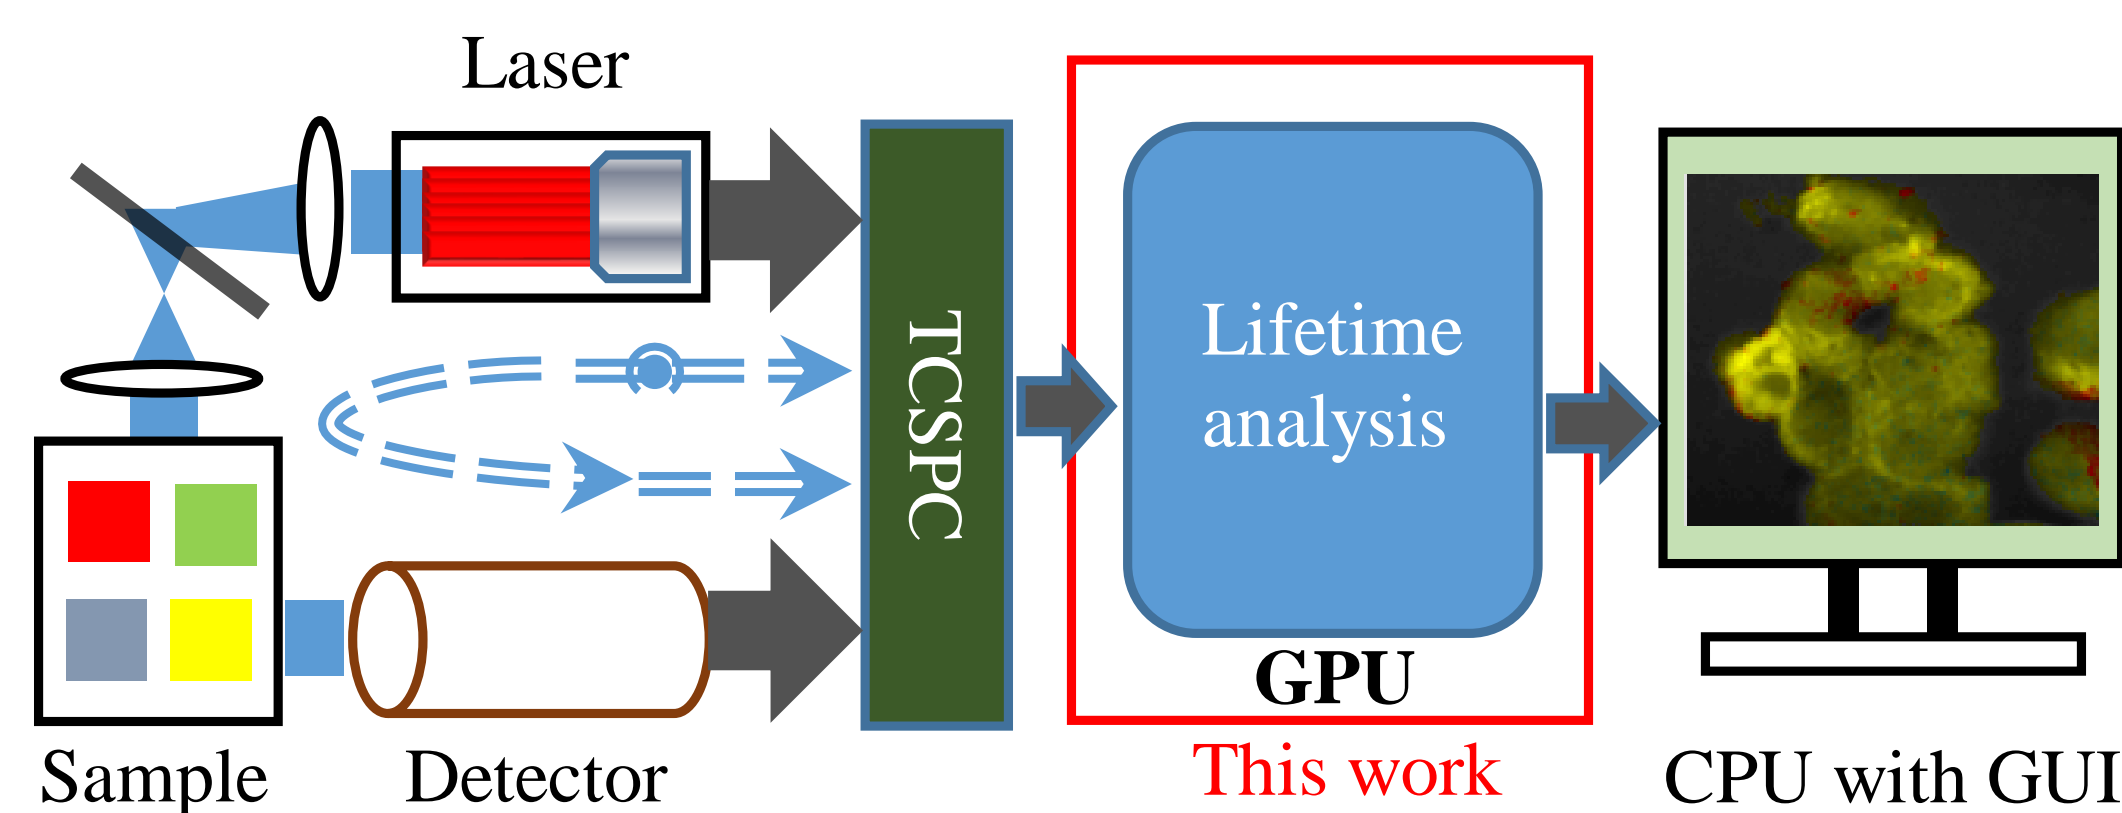 Laser
TCSPC
Lifetime
analysis
GPU
This work
Sample
Detector
CPU with GUI